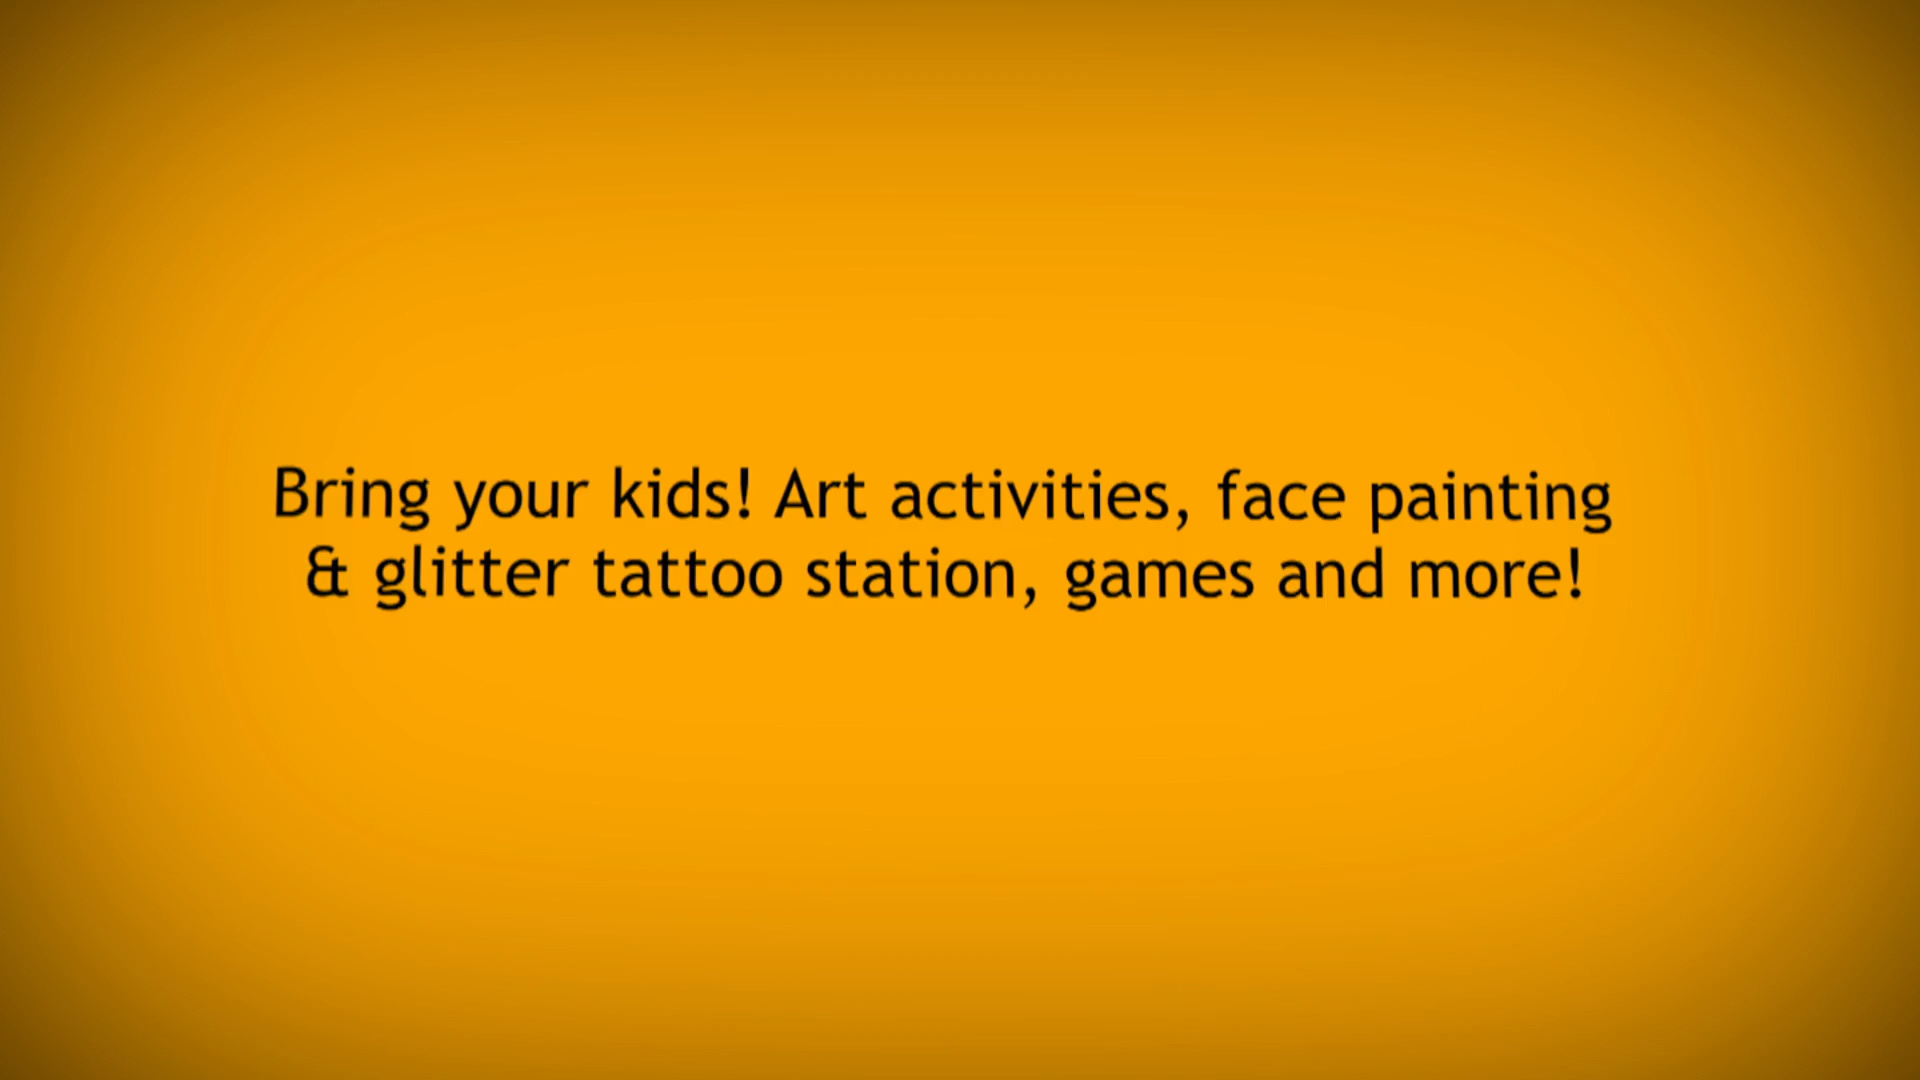 Bring your kids! Art activities, face painting
& glitter tattoo station, games and more!